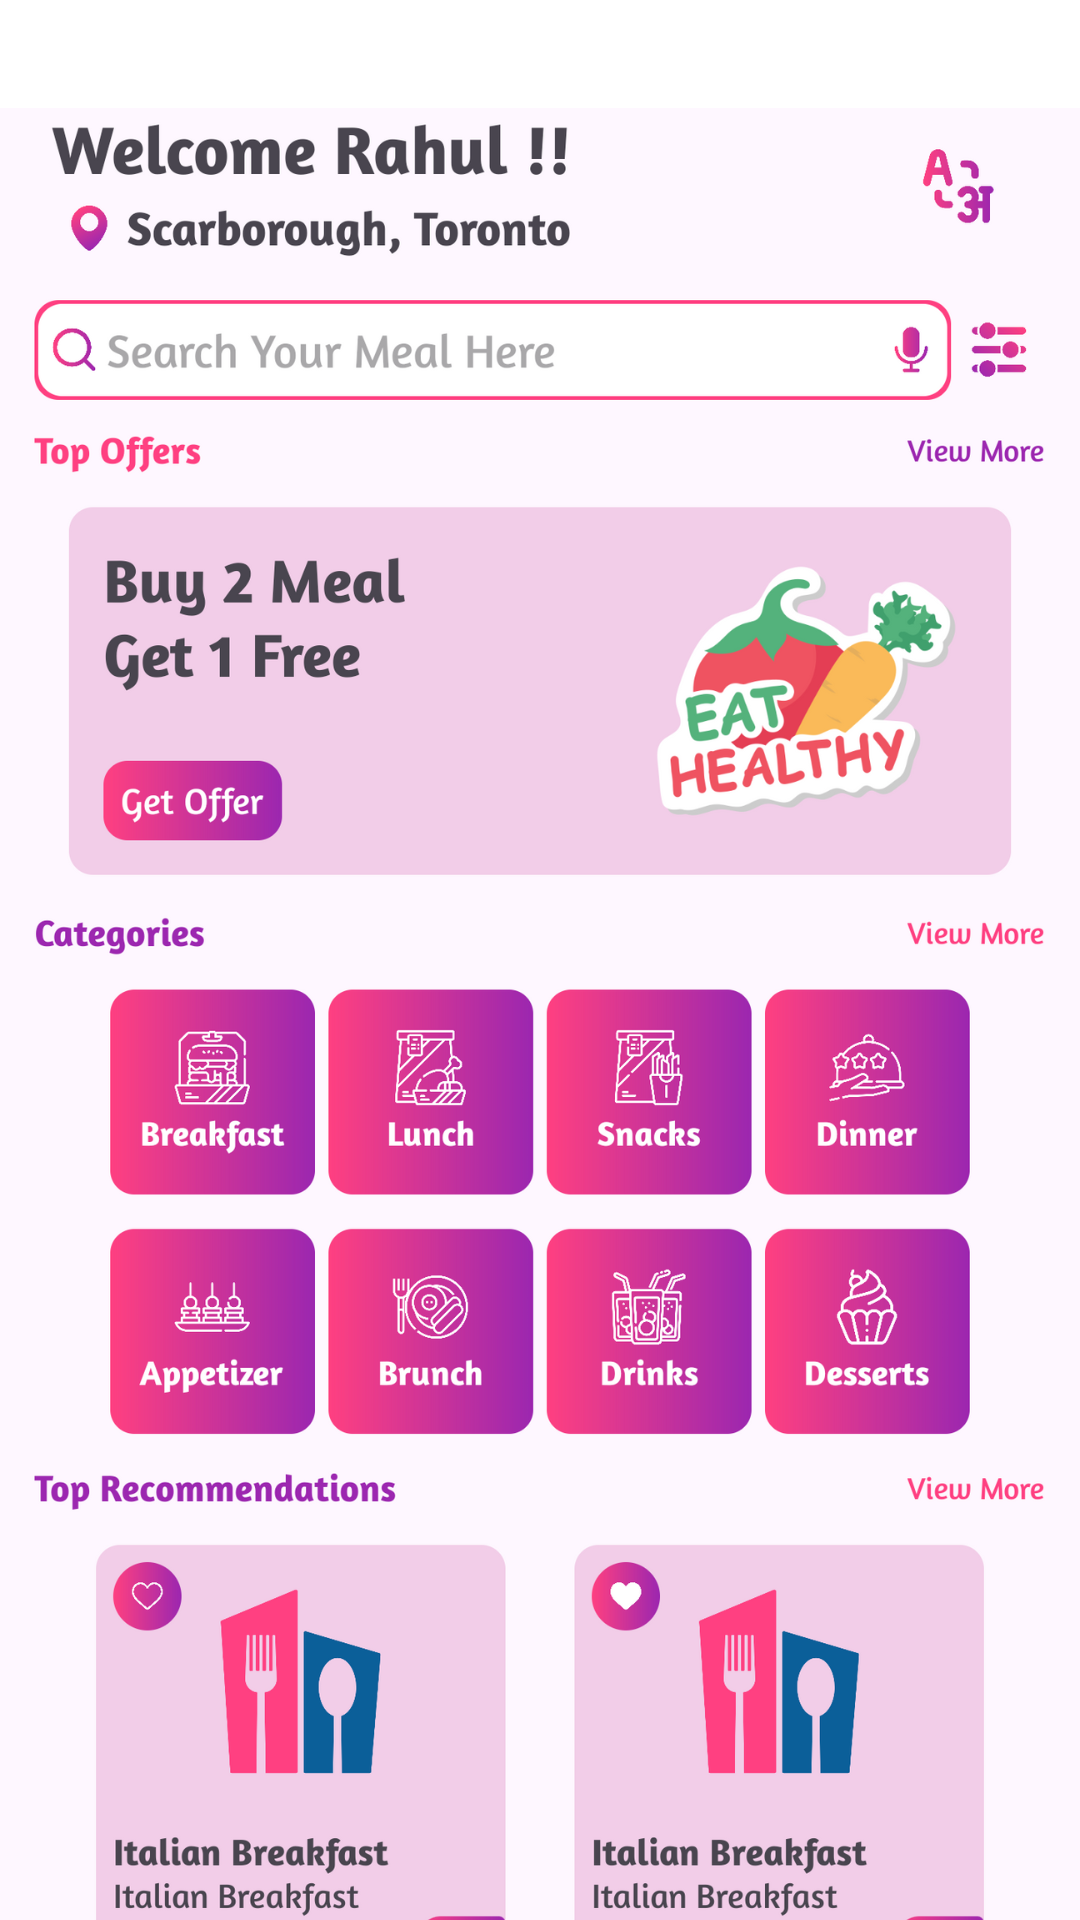 Welcome Rahul !!
A
अ
Scarborough, Toronto
Search Your Meal Here
Top Offers
View More
Buy 2 Meal
Get 1 Free
EAT
HEALTHY
Get Offer
Categories
View More
Breakfast
Lunch
Snacks
Dinner
Appetizer
Brunch
Drinks
Desserts
Top Recommendations
View More
Italian Breakfast
Italian Breakfast
Italian Breakfast
Italian Breakfast